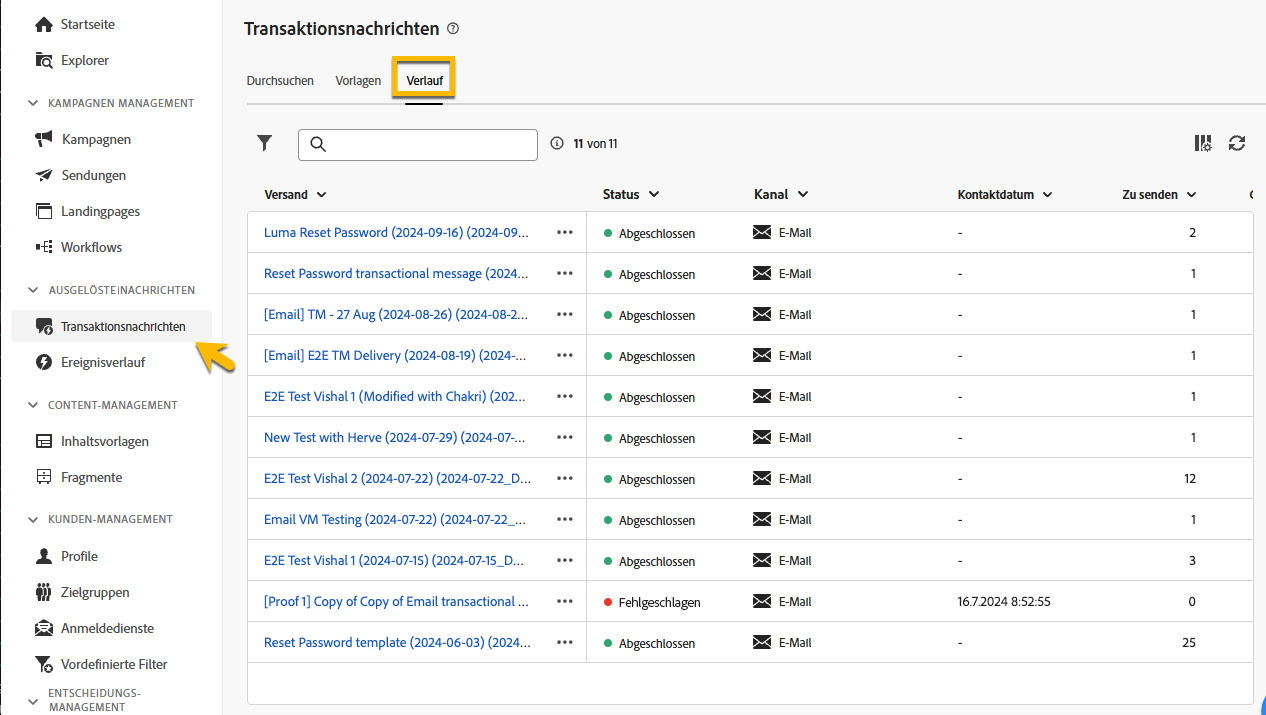 Startseite
Explorer
KAMPAGNEN MANAGEMENT
Kampagnen
Sendungen
Landingpages
Workflows
AUSGELÖSTE NACHRICHTEN
Transaktionsnachrichten
Ereignisverlauf
CONTENT-MANAGEMENT
Inhaltsvorlagen
Fragmente
KUNDEN-MANAGEMENT
Profile
Zielgruppen
Anmeldedienste
Vordefinierte Filter
ENTSCHEIDUNGS-
MANAGEMENT
Transaktionsnachrichten
Durchsuchen Vorlagen Verlauf
11 von 11
Versand Status Kanal Kontaktdatum Zu senden
Luma Reset Password (2024-09-16) (2024-09... ••• Abgeschlossen E-Mail - 2
Reset Password transactional message (2024... ••• Abgeschlossen E-Mail - 1
[Email] TM - 27 Aug (2024-08-26) (2024-08-2... ••• Abgeschlossen E-Mail - 1
[Email] E2E TM Delivery (2024-08-19) (2024-... ••• Abgeschlossen E-Mail - 1
E2E Test Vishal 1 (Modified with Chakri) (202... ••• Abgeschlossen E-Mail - 1
New Test with Herve (2024-07-29) (2024-07-... ••• Abgeschlossen E-Mail - 1
E2E Test Vishal 2 (2024-07-22) (2024-07-22_D... ••• Abgeschlossen E-Mail - 12
Email VM Testing (2024-07-22) (2024-07-22_... ••• Abgeschlossen E-Mail - 1
E2E Test Vishal 1 (2024-07-15) (2024-07-15_D... ••• Abgeschlossen E-Mail - 3
[Proof 1] Copy of Copy of Email transactional ... ••• Fehlgeschlagen E-Mail 16.7.2024 8:52:55 0
Reset Password template (2024-06-03) (2024... ••• Abgeschlossen E-Mail - 25